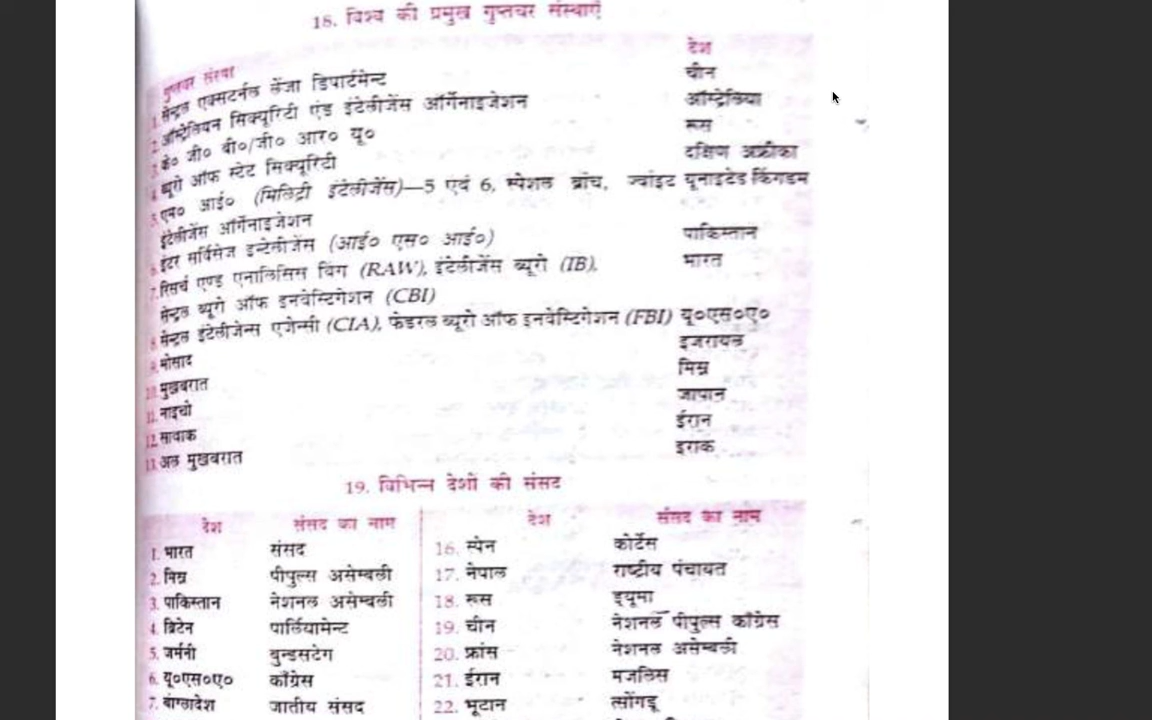 18. विश्व की प्रमुख गुप्तचर संस्थाएँ
गुप्तचर संस्था देश
1. सेन्ट्रल एक्सटर्नल लेंजा डिपार्टमेन्ट चीन
2. ऑस्ट्रेलियन सिक्यूरिटी एंड इंटेलीजेंस ऑर्गेनाइजेशन ऑस्ट्रेलिया
3. के० जी० बी०/जी० आर० यू० रूस
4. ब्यूरो ऑफ स्टेट सिक्यूरिटी दक्षिण अफ्रीका
5. एम० आई० (मिलिट्री इंटेलीजेंस)—5 एवं 6, स्पेशल ब्रांच, ज्वांइट यूनाइटेड किंगडम
इंटेलीजेंस ऑर्गेनाइजेशन
6. इंटर सर्विसेज इन्टेलीजेंस (आई० एस० आई०) पाकिस्तान
7. रिसर्च एण्ड एनालिसिस विंग (RAW), इंटेलीजेंस ब्यूरो (IB), भारत
सेन्ट्रल ब्यूरो ऑफ इनवेस्टिगेशन (CBI)
8. सेन्ट्रल इंटेलीजेन्स एजेन्सी (CIA), फेडरल ब्यूरो ऑफ इनवेस्टिगेशन (FBI) यू०एस०ए०
9. मोसाद इजरायल
10. मुखबरात मिस्र
11. नाइचो जापान
12. सावाक ईरान
13. अल मुखबरात इराक
19. विभिन्न देशों की संसद
देश संसद का नाम देश संसद का नाम
1. भारत संसद 16. स्पेन कोर्टेस
2. मिस्र पीपुल्स असेम्बली 17. नेपाल राष्ट्रीय पंचायत
3. पाकिस्तान नेशनल असेम्बली 18. रूस ड्यूमा
4. ब्रिटेन पार्लियामेन्ट 19. चीन नेशनल पीपुल्स काँग्रेस
5. जर्मनी बुन्डसटेग 20. फ्रांस नेशनल असेम्बली
6. यू०एस०ए० काँग्रेस 21. ईरान मजलिस
7. बांग्लादेश जातीय संसद 22. भूटान त्सोंगडू